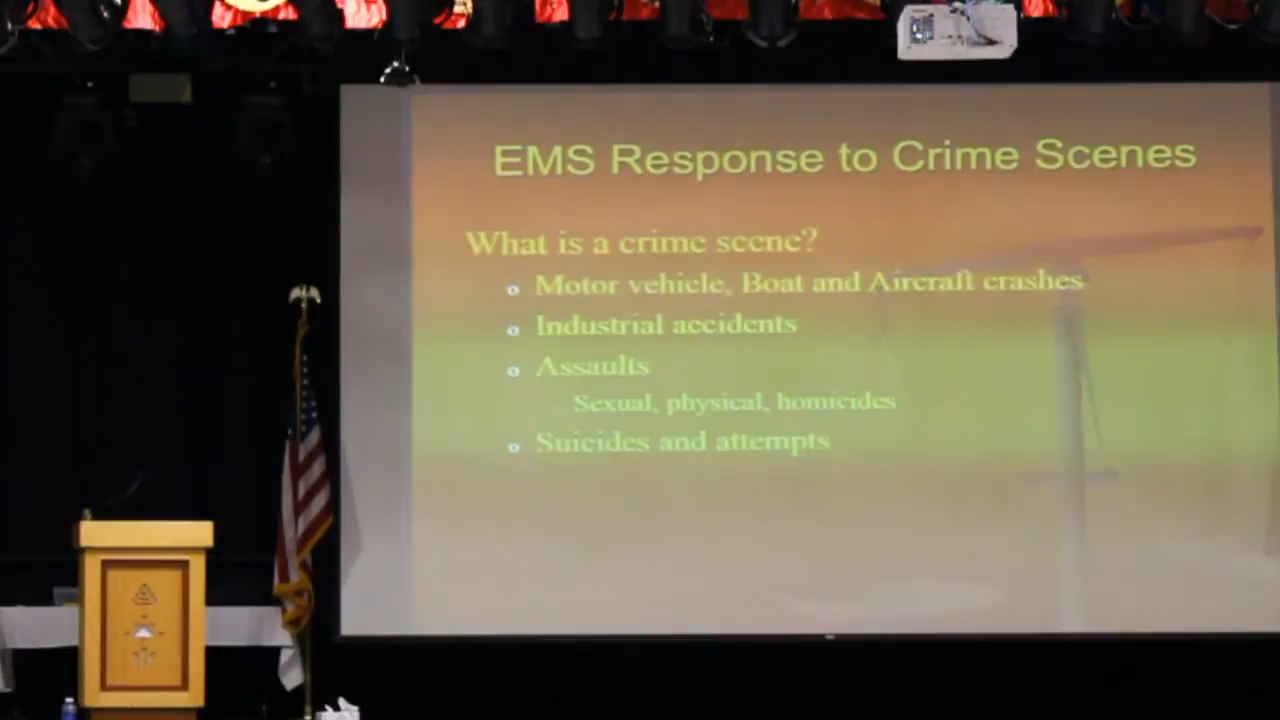 EMS Response to Crime Scenes
What is a crime scene?
Motor vehicle, Boat and Aircraft crashes
Industrial accidents
Assaults
Sexual, physical, homicides
Suicides and attempts